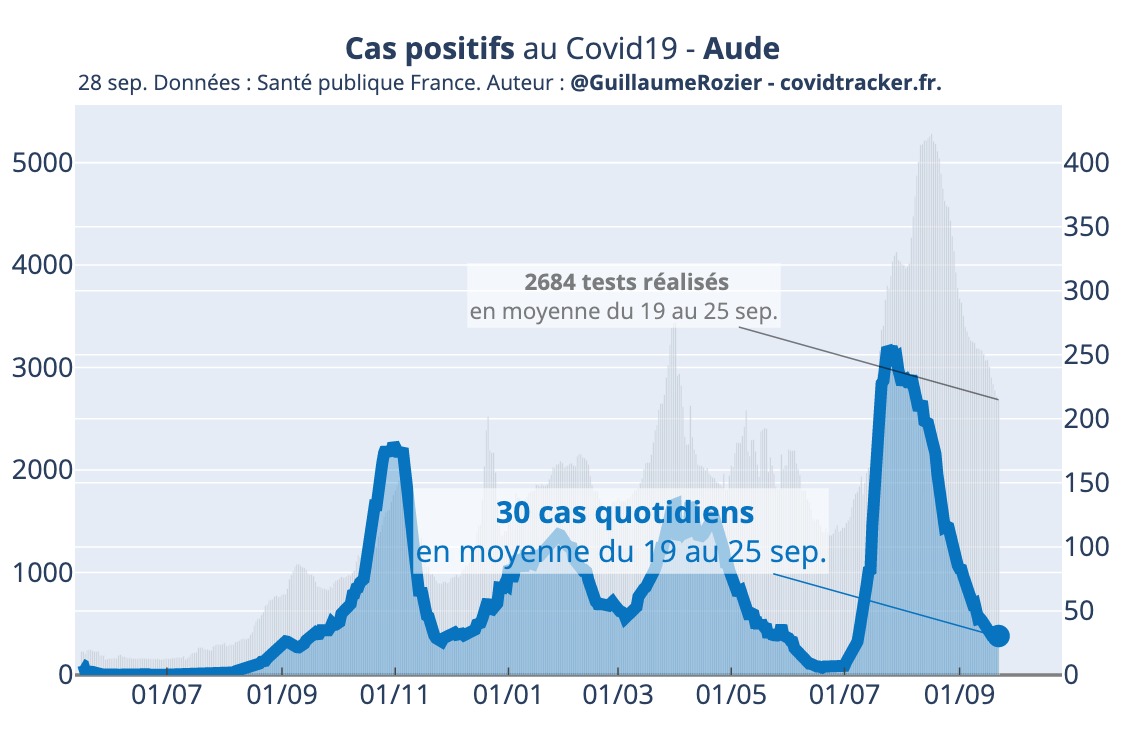 Cas positifs au Covid19 - Aude
28 sep. Données : Santé publique France. Auteur : @GuillaumeRozier - covidtracker.fr.
5000
4000
3000
2000
1000
0
400
350
300
250
200
150
100
50
0
2684 tests réalisés
en moyenne du 19 au 25 sep.
30 cas quotidiens
en moyenne du 19 au 25 sep.
01/07 01/09 01/11 01/01 01/03 01/05 01/07 01/09